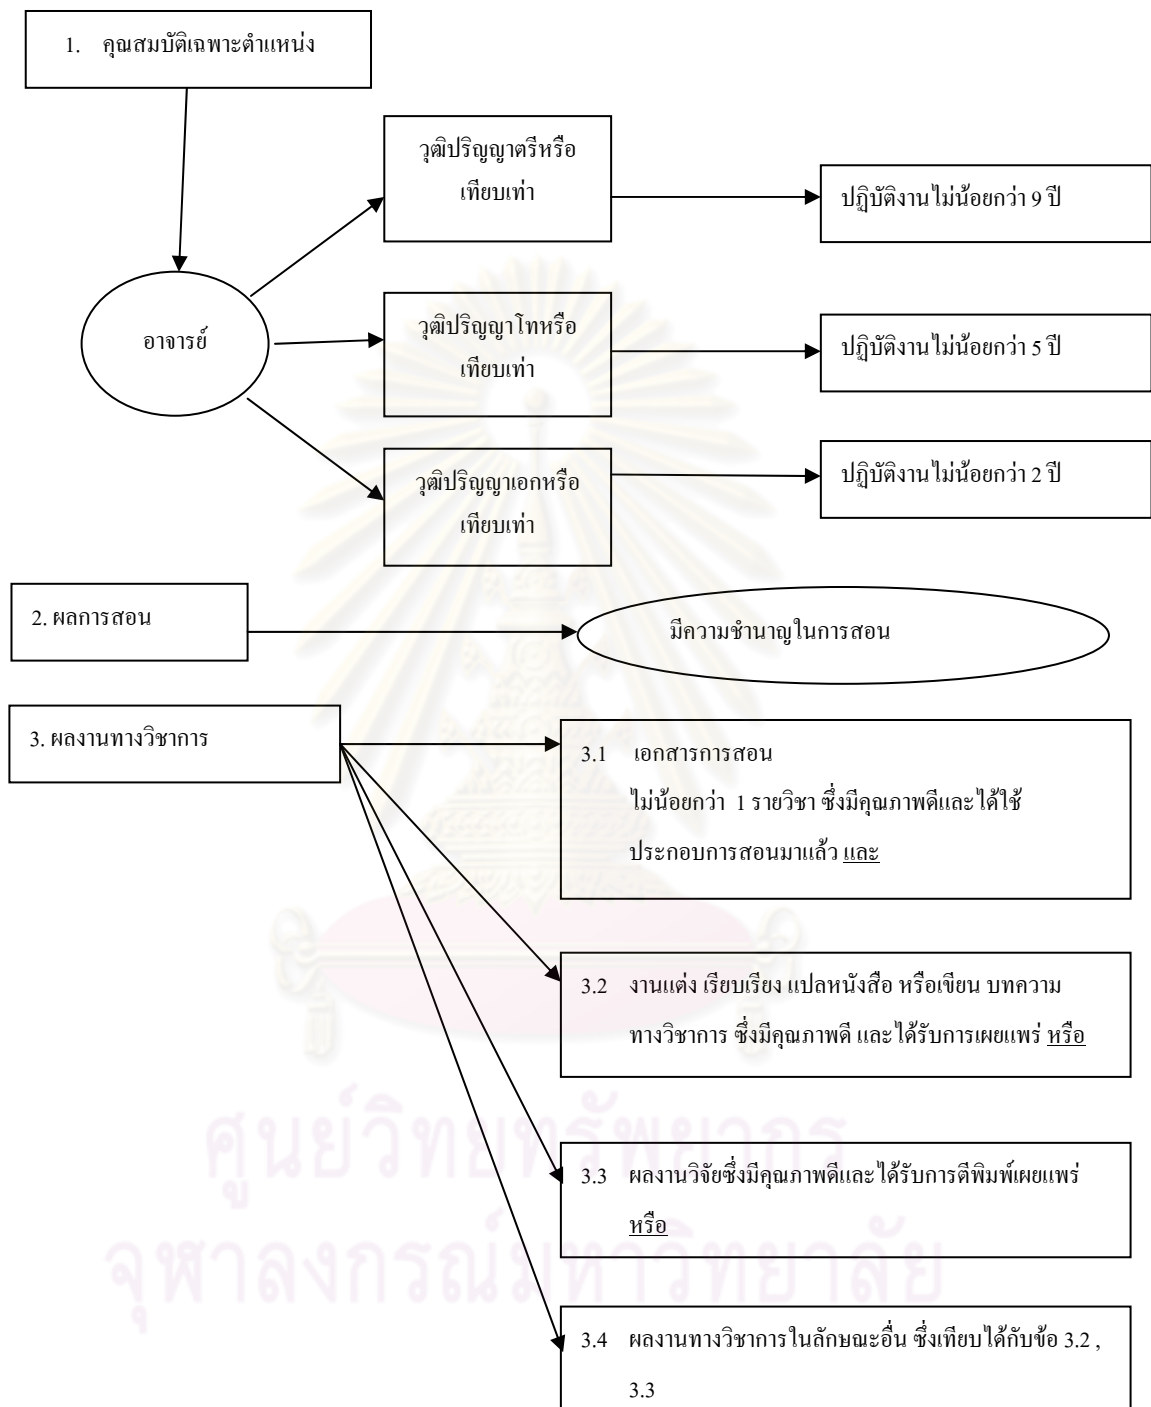 1. คุณสมบัติเฉพาะตำแหน่ง
วุฒิปริญญาตรีหรือ
เทียบเท่า
ปฏิบัติงานไม่น้อยกว่า 9 ปี
อาจารย์
วุฒิปริญญาโทหรือ
เทียบเท่า
ปฏิบัติงานไม่น้อยกว่า 5 ปี
วุฒิปริญญาเอกหรือ
เทียบเท่า
ปฏิบัติงานไม่น้อยกว่า 2 ปี
2. ผลการสอน
มีความชำนาญในการสอน
3. ผลงานทางวิชาการ
3.1 เอกสารการสอน
ไม่น้อยกว่า 1 รายวิชา ซึ่งมีคุณภาพดีและได้ใช้
ประกอบการสอนมาแล้ว และ
3.2 งานแต่ง เรียบเรียง แปลหนังสือ หรือเขียน บทความ
ทางวิชาการ ซึ่งมีคุณภาพดี และได้รับการเผยแพร่ หรือ
3.3 ผลงานวิจัยซึ่งมีคุณภาพดีและได้รับการตีพิมพ์เผยแพร่
หรือ
3.4 ผลงานทางวิชาการในลักษณะอื่น ซึ่งเทียบได้กับข้อ 3.2 ,
3.3
ศูนย์วิทยทรัพยากร
จุฬาลงกรณ์มหาวิทยาลัย